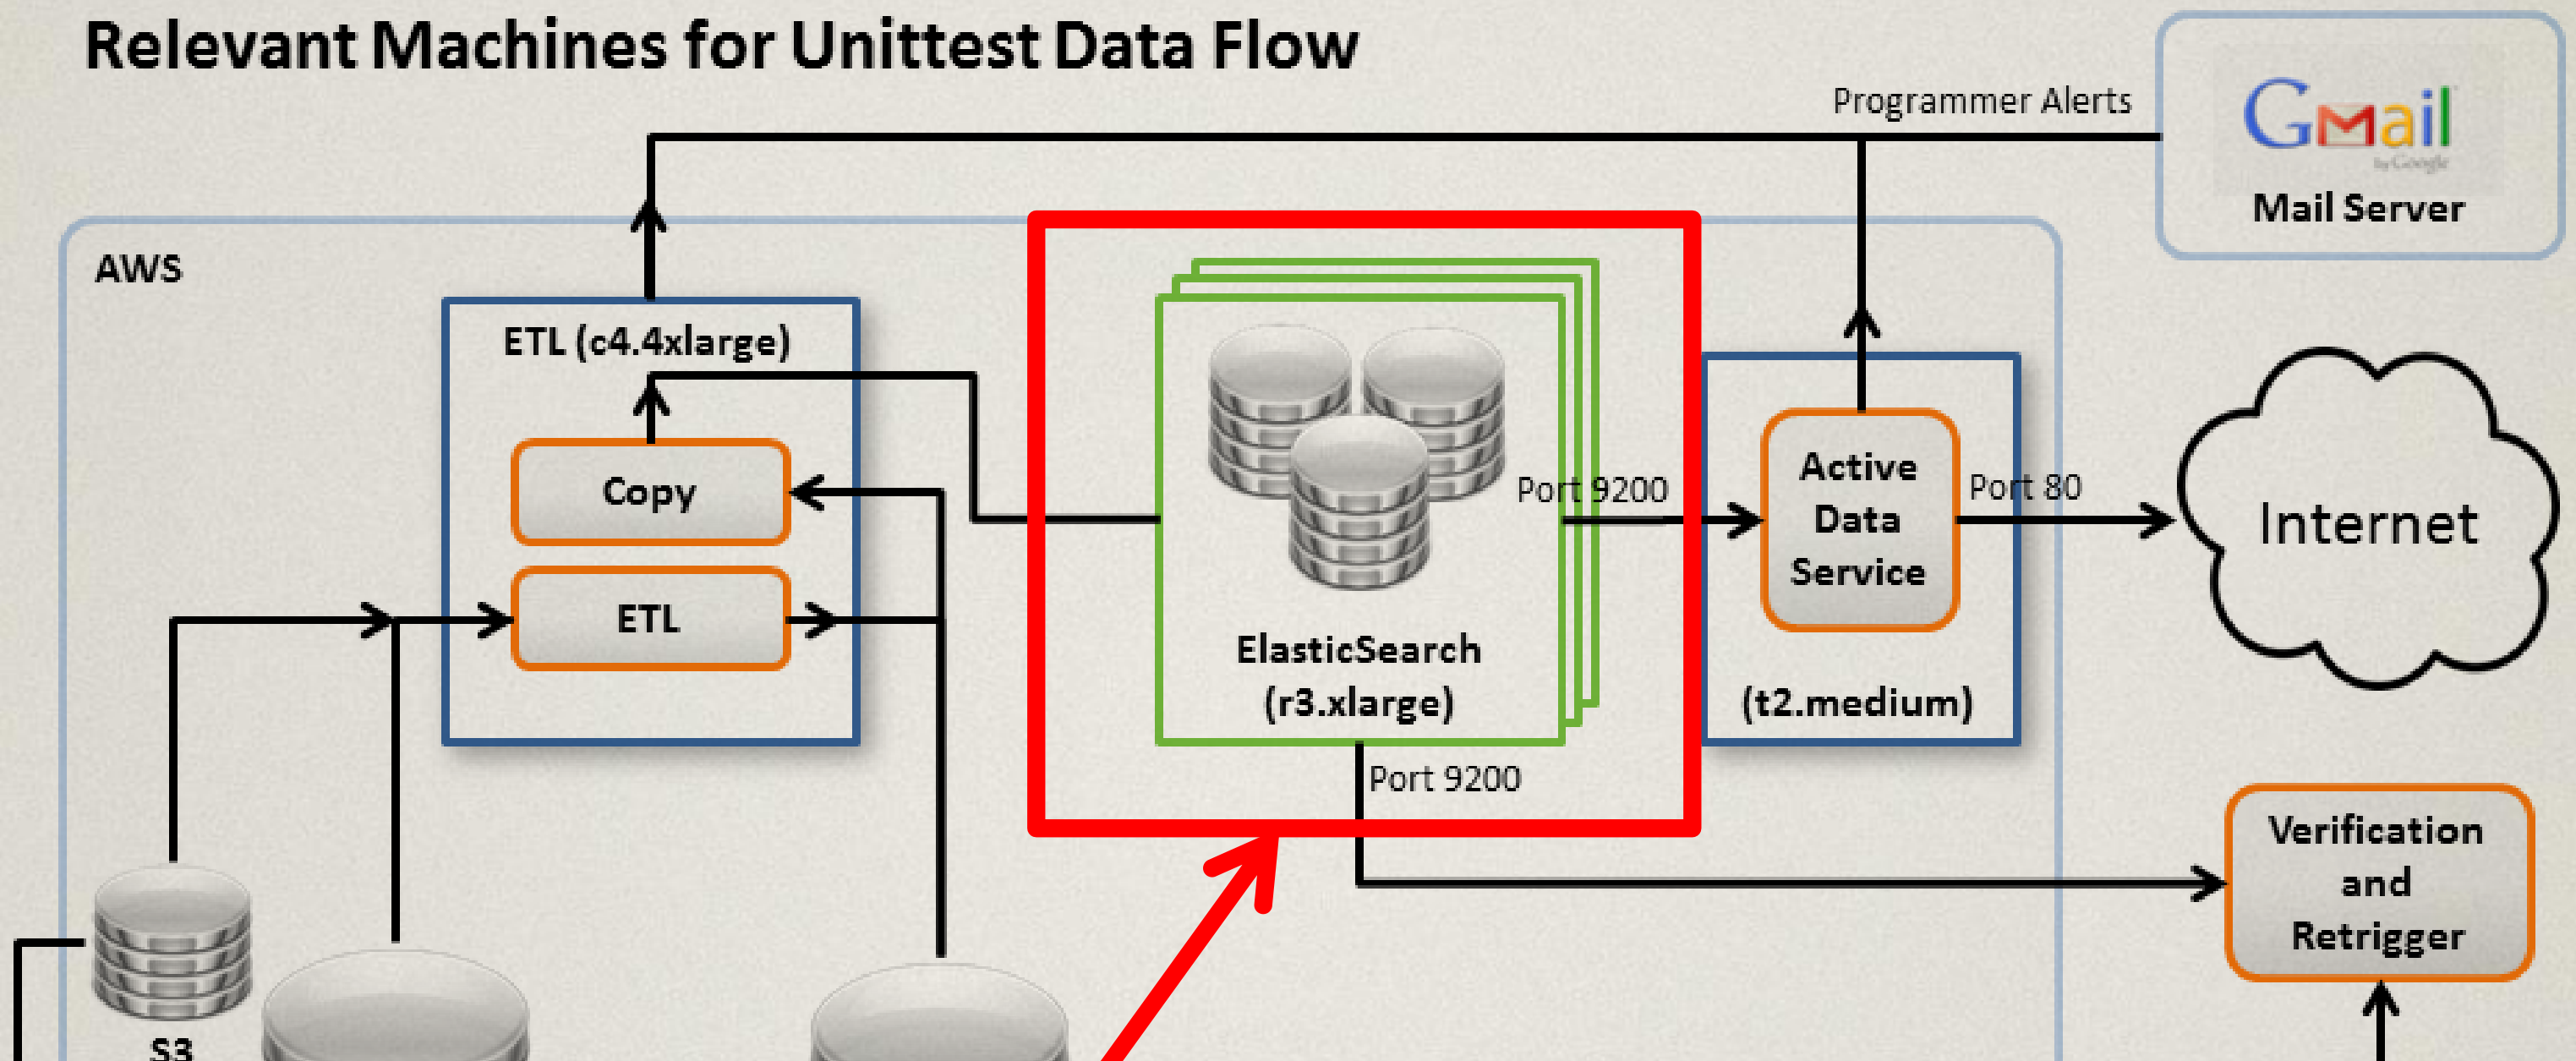 Relevant Machines for Unittest Data Flow
Programmer Alerts
GMail
by Google
Mail Server
AWS
ETL (c4.4xlarge)
Copy
ETL
Port 9200
ElasticSearch
(r3.xlarge)
Port 9200
Active
Data
Service
(t2.medium)
Port 80
Internet
Verification
and
Retrigger
S3